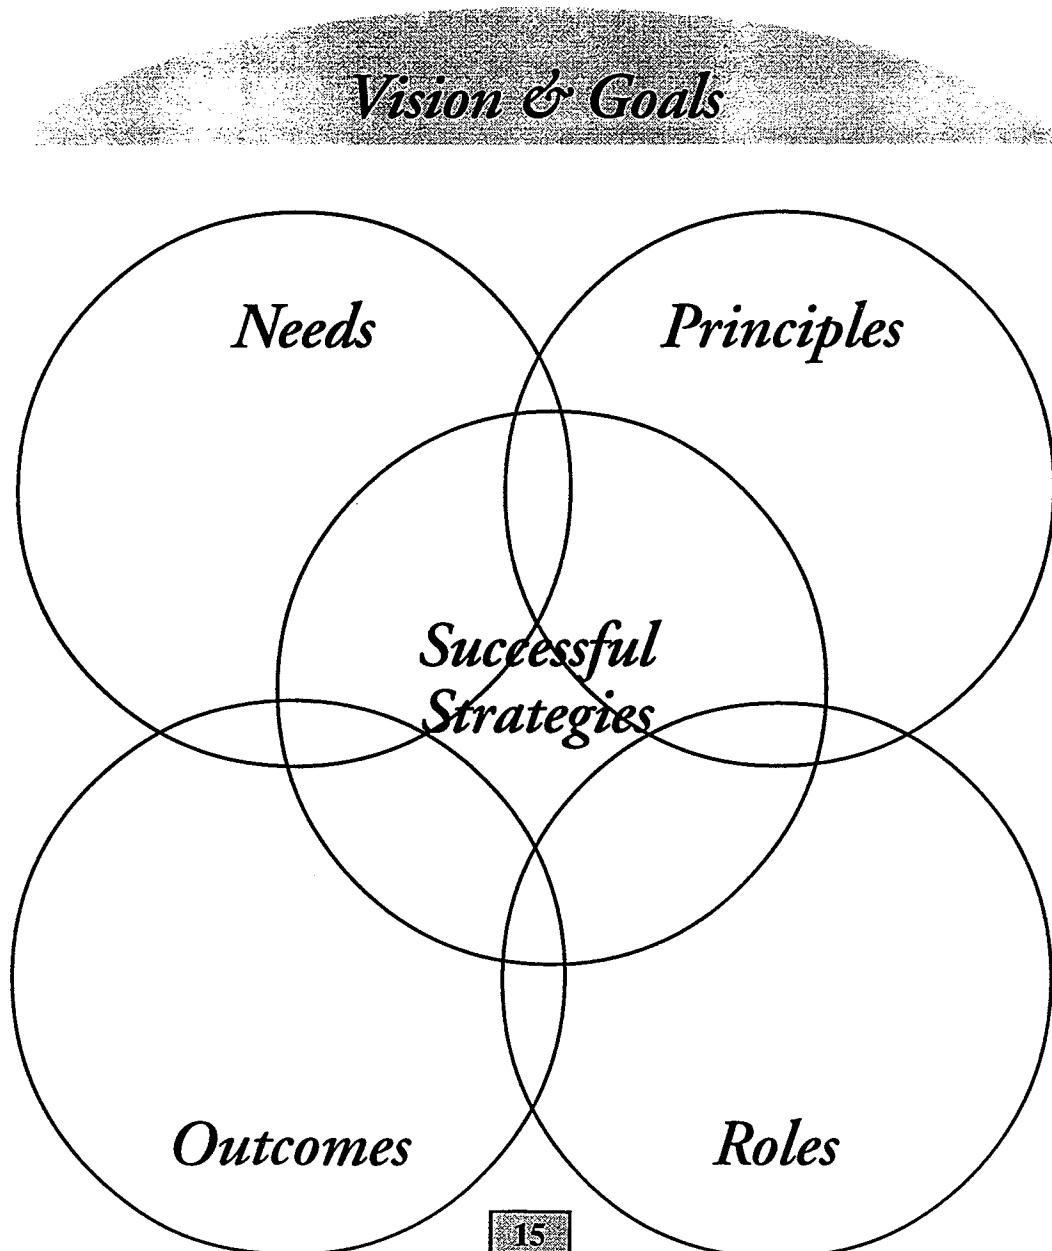 Vision & Goals
Needs
Principles
Successful
Strategies
Outcomes
Roles
15